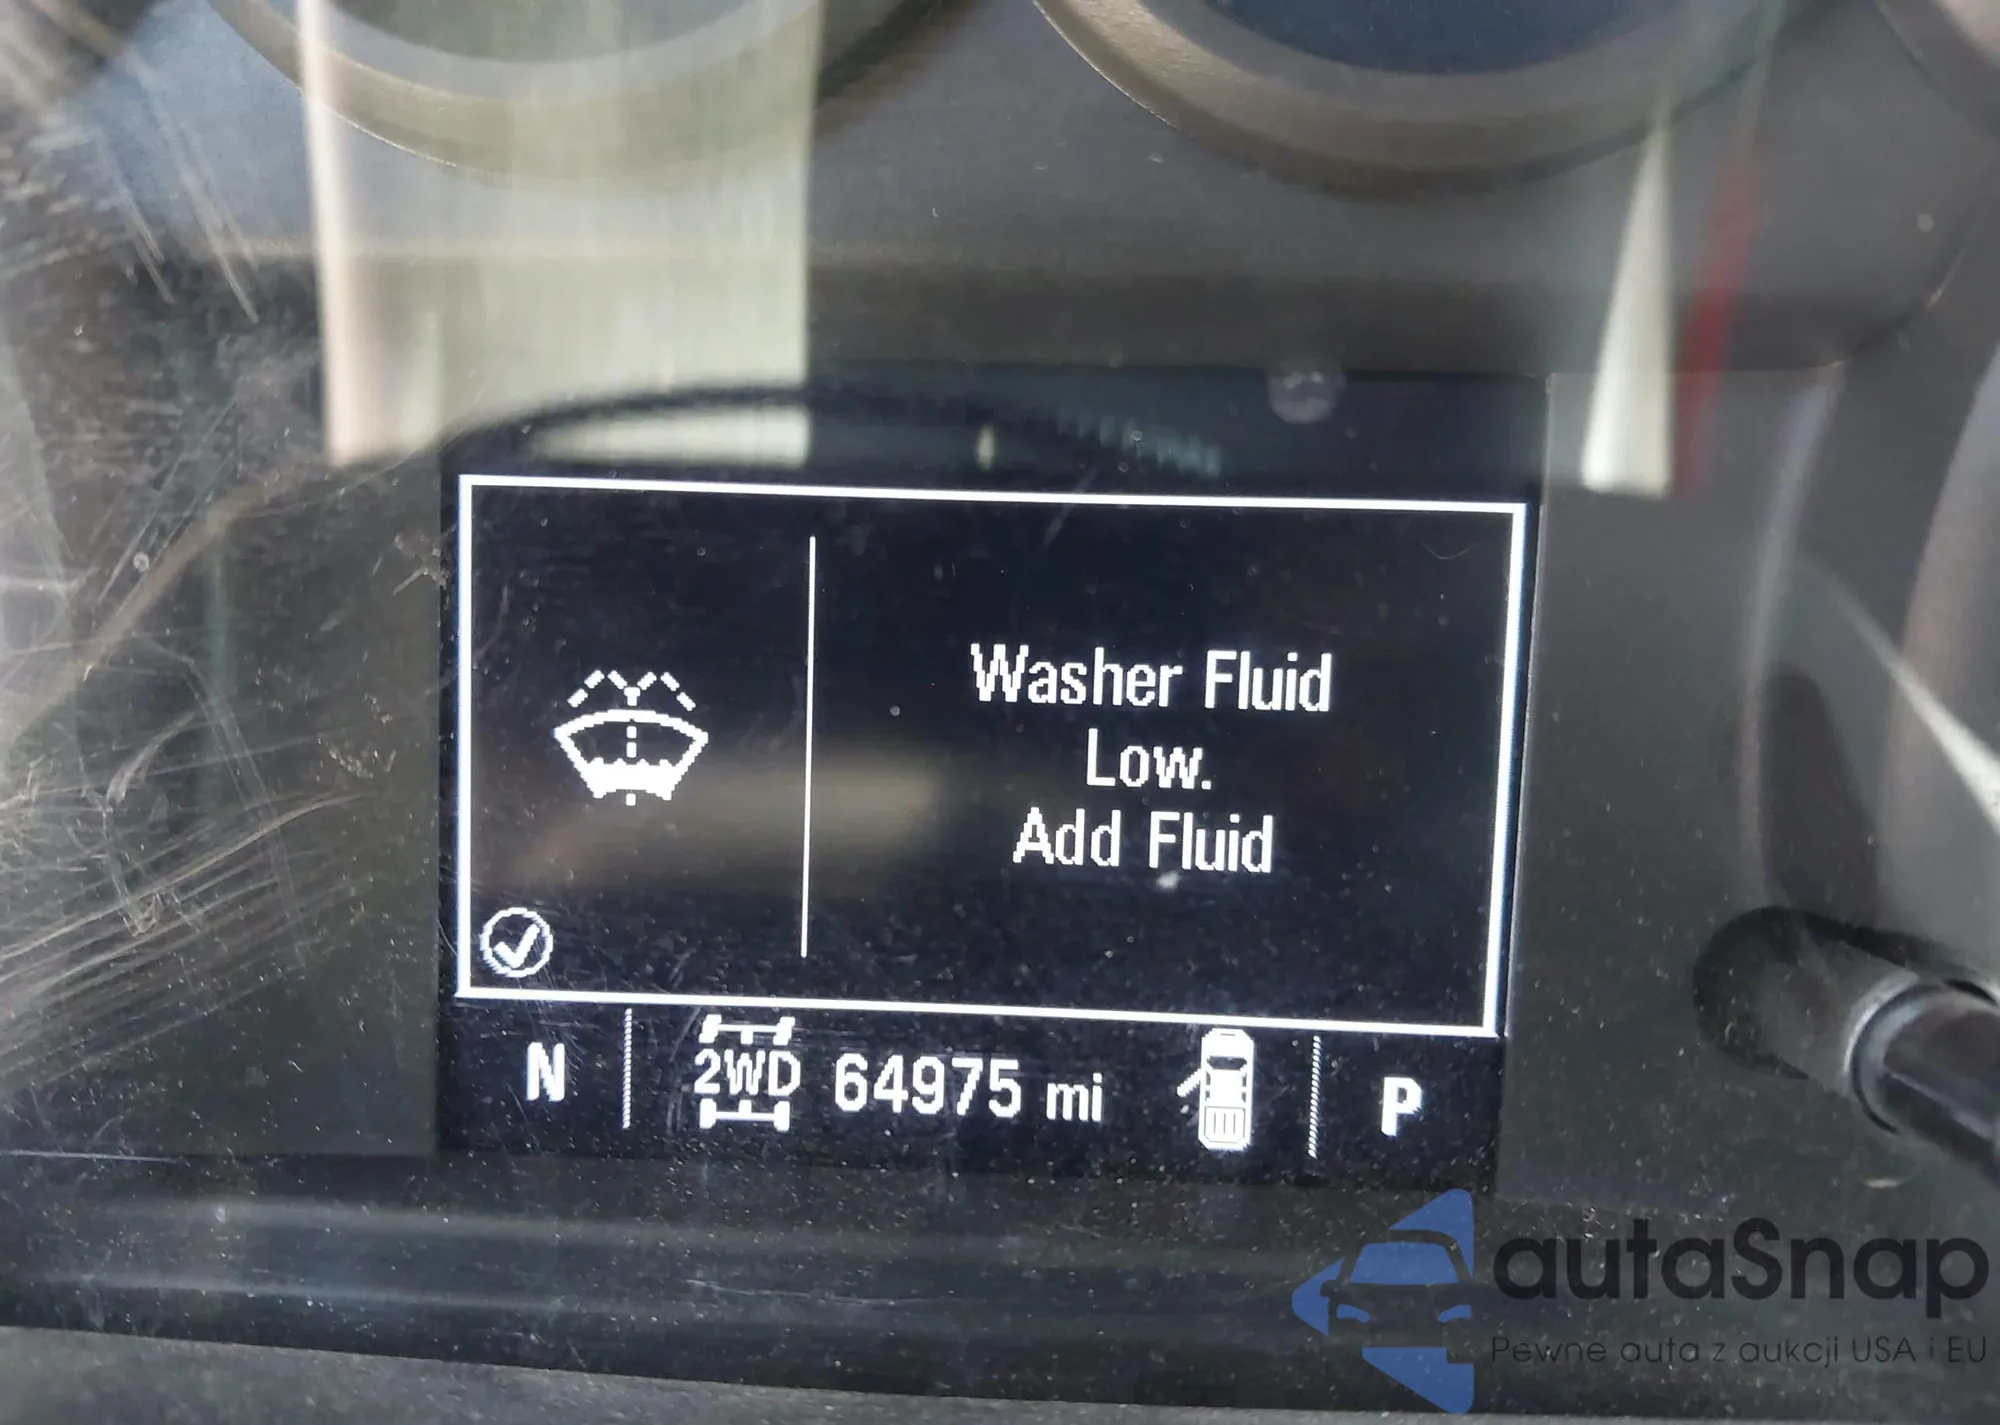 Washer Fluid
Low.
Add Fluid
N
2WD
64975 mi
P
autaSnap
Pewne auta z aukcji USA i EU